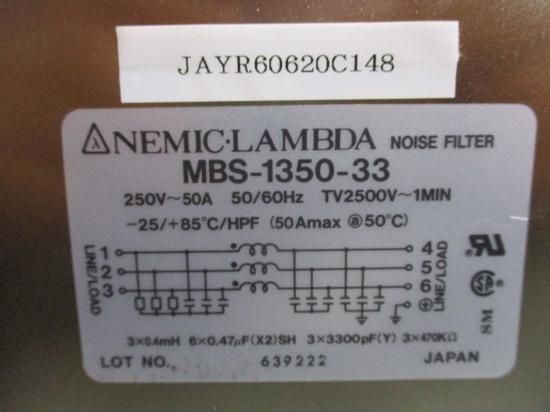 JAYR60620C148
NEMIC·LAMBDA NOISE FILTER
MBS-1350-33
250V~50A 50/60Hz TV2500V~1MIN
-25/+85°C/HPF (50Amax @50°C)
LINE/LOAD
1
2
3
4
5
6
LINE/LOAD
SM
3×0.4mH 6×0.47μF(X2)SH 3×3300pF(Y) 3×470KΩ
LOT NO. 639222 JAPAN